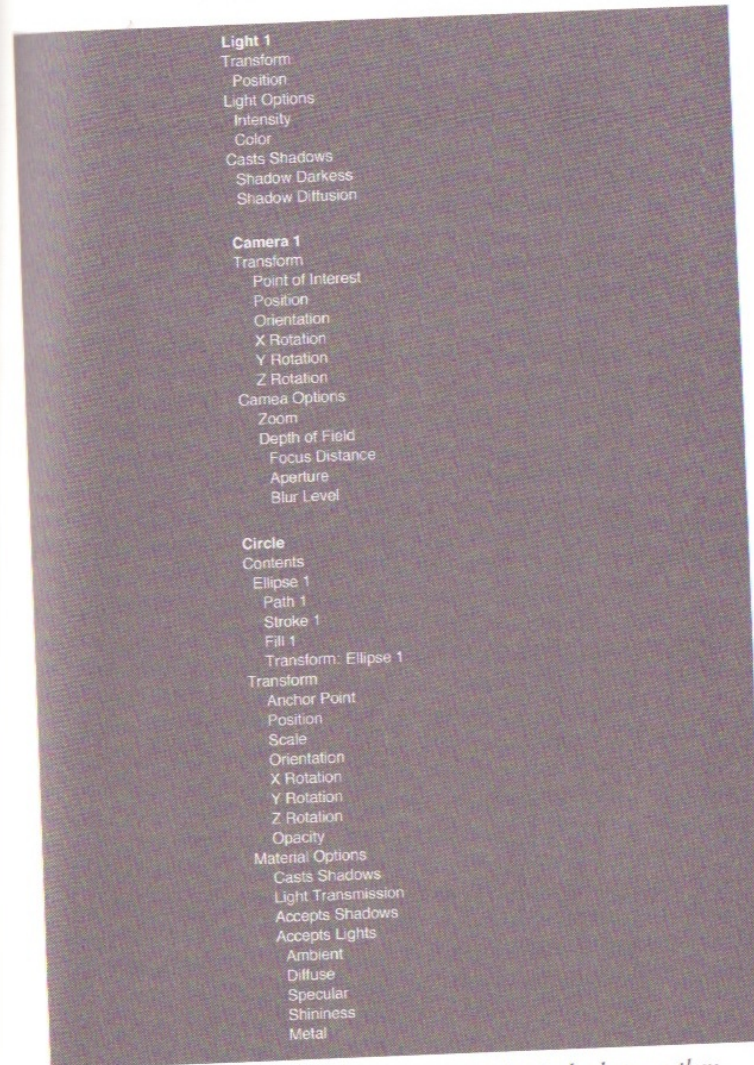 Light 1
Transform
Position
Light Options
Intensity
Color
Casts Shadows
Shadow Darkess
Shadow Diffusion
Camera 1
Transform
Point of Interest
Position
Orientation
X Rotation
Y Rotation
Z Rotation
Camea Options
Zoom
Depth of Field
Focus Distance
Aperture
Blur Level
Circle
Contents
Ellipse 1
Path 1
Stroke 1
Fill 1
Transform: Ellipse 1
Transform
Anchor Point
Position
Scale
Orientation
X Rotation
Y Rotation
Z Rotation
Opacity
Material Options
Casts Shadows
Light Transmission
Accepts Shadows
Accepts Lights
Ambient
Diffuse
Specular
Shininess
Metal